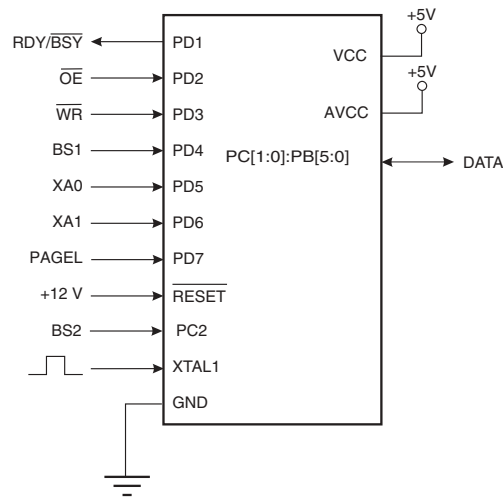 +5V
RDY/BSY PD1
VCC
OE PD2
+5V
WR PD3
AVCC
BS1 PD4
PC[1:0]:PB[5:0]
DATA
XA0 PD5
XA1 PD6
PAGEL PD7
+12 V RESET
BS2 PC2
XTAL1
GND